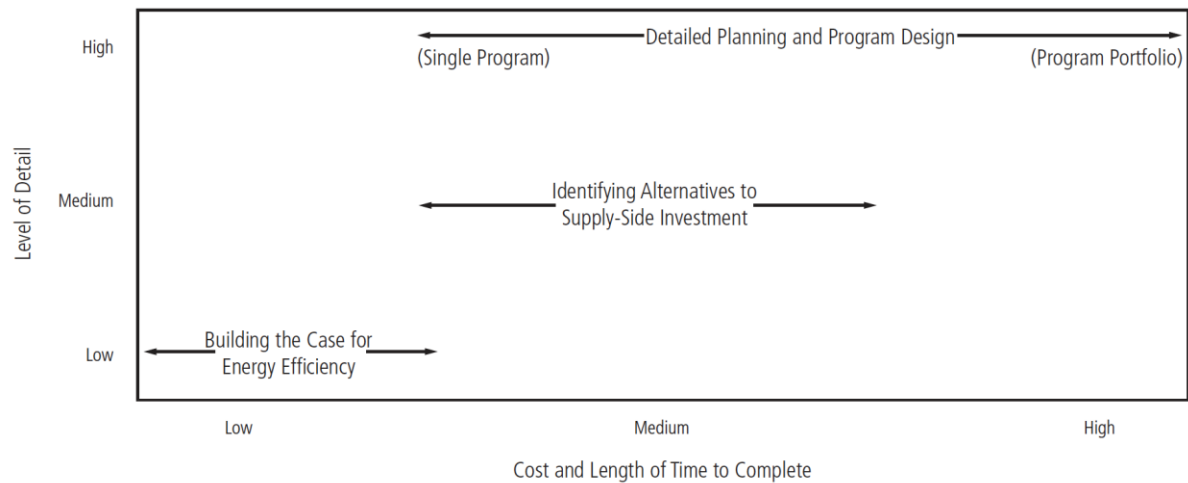 High
Detailed Planning and Program Design
(Single Program)
(Program Portfolio)
Level of Detail
Medium
Identifying Alternatives to
Supply-Side Investment
Building the Case for
Energy Efficiency
Low
Low
Medium
High
Cost and Length of Time to Complete